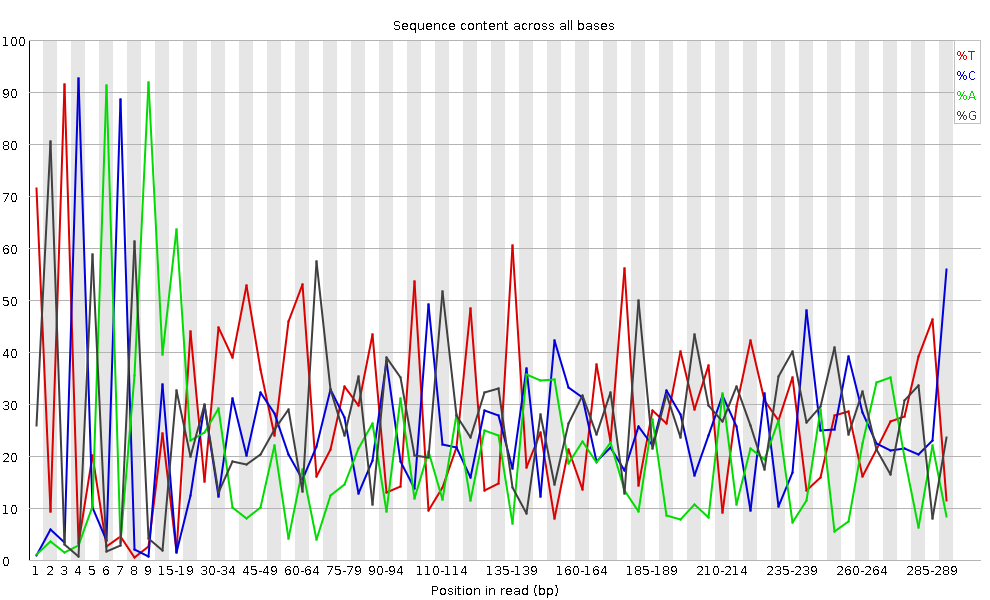 Sequence content across all bases
100
90
80
70
60
50
40
30
20
10
0
%T
%C
%A
%G
1 2 3 4 5 6 7 8 9 15-19 30-34 45-49 60-64 75-79 90-94 110-114 135-139 160-164 185-189 210-214 235-239 260-264 285-289
Position in read (bp)